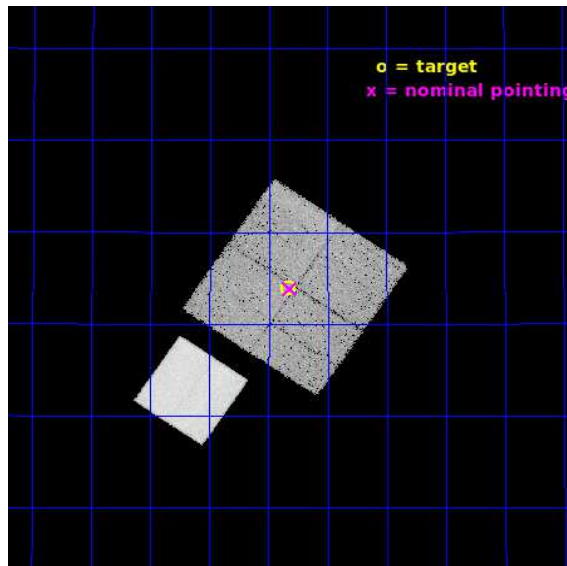 o = target
x = nominal pointing